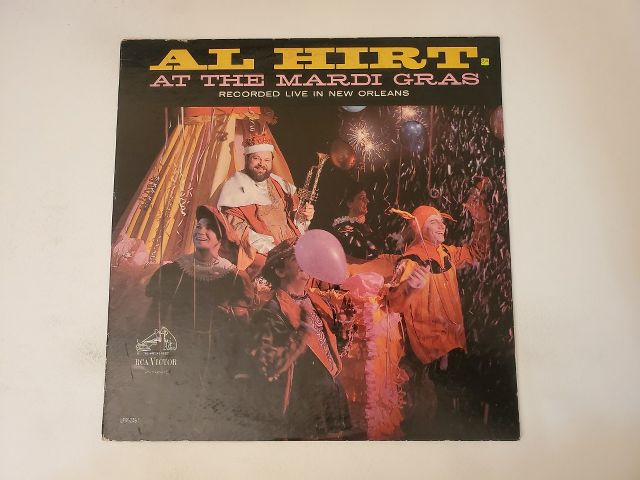 AL HIRT
AT THE MARDI GRAS
RECORDED LIVE IN NEW ORLEANS
RCA VICTOR